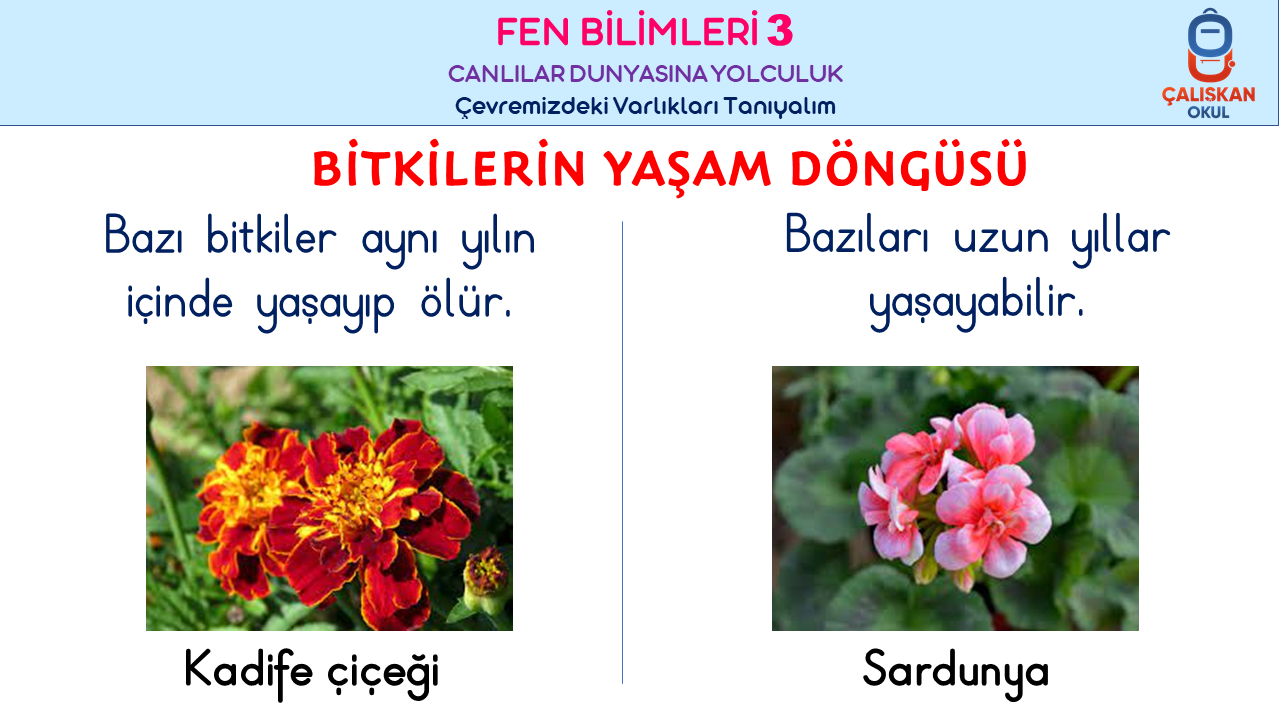 FEN BİLİMLERİ 3
CANLILAR DUNYASINA YOLCULUK
Çevremizdeki Varlıkları Tanıyalım
ÇALIŞKAN
OKUL
BİTKİLERİN YAŞAM DÖNGÜSÜ
Bazı bitkiler aynı yılın
içinde yaşayıp ölür.
Bazıları uzun yıllar
yaşayabilir.
Kadife çiçeği
Sardunya